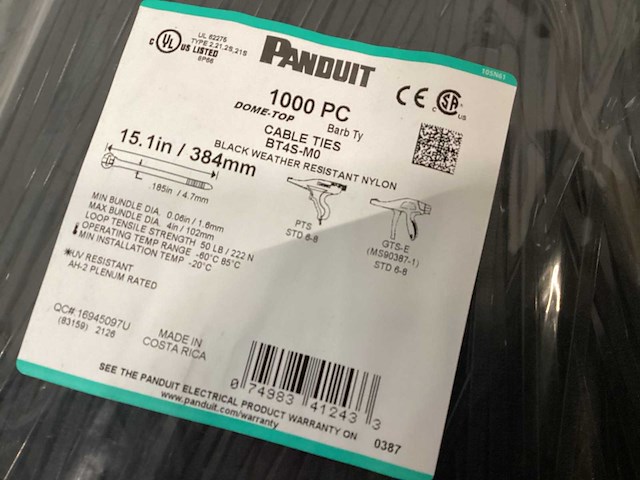 UL 62275
TYPE 2,21,2S,21S
c UL US LISTED
PANDUIT
105N61
1000 PC
CE
c SA US
DOME-TOP Barb Ty
CABLE TIES
BT4S-M0
BLACK WEATHER RESISTANT NYLON
15.1in / 384mm
L
.185in / 4.7mm
PTS
STD 6-8
GTS-E
(MS90387-1)
STD 6-8
MIN BUNDLE DIA. 0.06in / 1.6mm
MAX BUNDLE DIA. 4in / 102mm
LOOP TENSILE STRENGTH 50 LB / 222 N
OPERATING TEMP RANGE -60°C 85°C
MIN INSTALLATION TEMP -20°C
UV RESISTANT
AH-2 PLENUM RATED
QC# 16945097U
(83159) 2126
MADE IN
COSTA RICA
0 74983 41243 3
SEE THE PANDUIT ELECTRICAL PRODUCT WARRANTY ON
www.panduit.com/warranty
0387